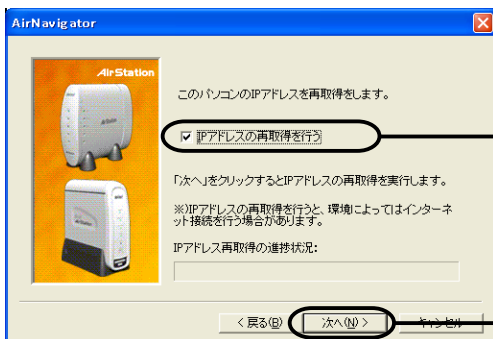 AirNavigator
AirStation
このパソコンのIPアドレスを再取得をします。
IPアドレスの再取得を行う
「次へ」をクリックするとIPアドレスの再取得を実行します。
※)IPアドレスの再取得を行うと、環境によってはインターネ
ット接続を行う場合があります。
IPアドレス再取得の進捗状況:
< 戻る(B)
次へ(N) >
キャンセル